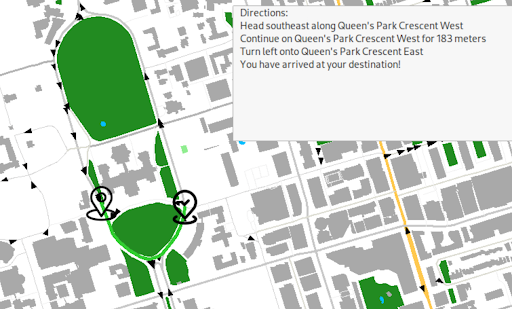 Directions:
Head southeast along Queen's Park Crescent West
Continue on Queen's Park Crescent West for 183 meters
Turn left onto Queen's Park Crescent East
You have arrived at your destination!